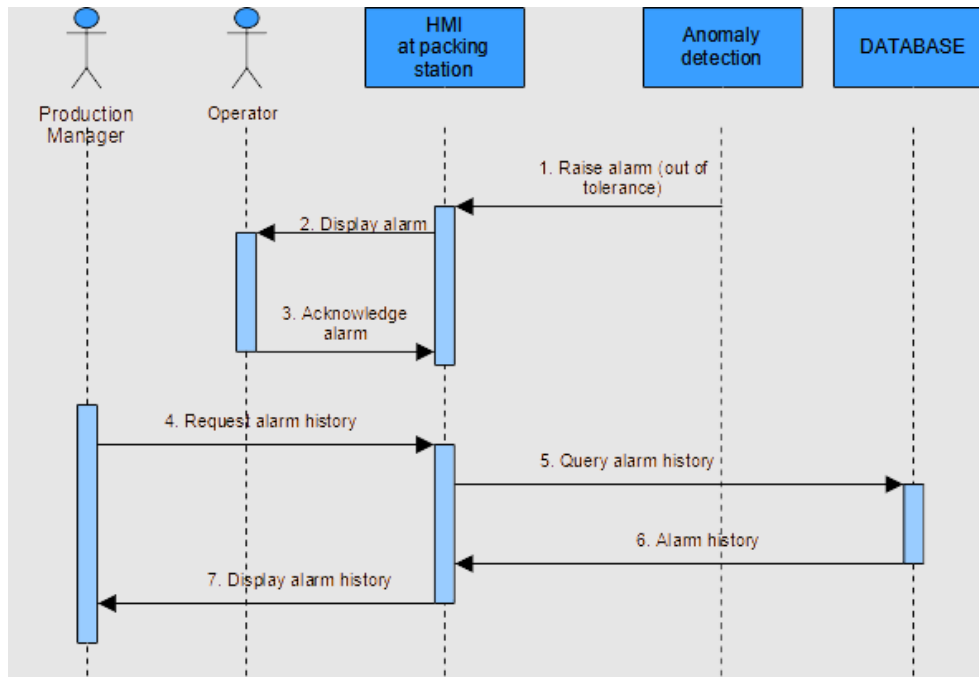 Production
Manager
Operator
HMI
at packing
station
Anomaly
detection
DATABASE
1. Raise alarm (out of
tolerance)
2. Display alarm
3. Acknowledge
alarm
4. Request alarm history
5. Query alarm history
6. Alarm history
7. Display alarm history